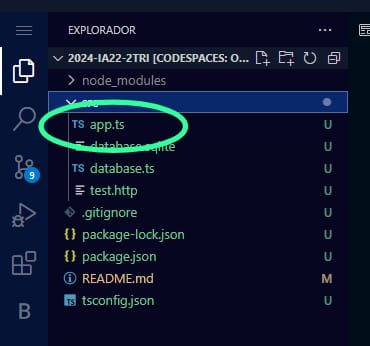 EXPLORADOR
2024-IA22-2TRI [CODESPACES: O...
node_modules
src
TS app.ts U
database.sqlite U
TS database.ts U
test.http U
.gitignore U
{} package-lock.json U
{} package.json U
README.md M
TS tsconfig.json U
9
B